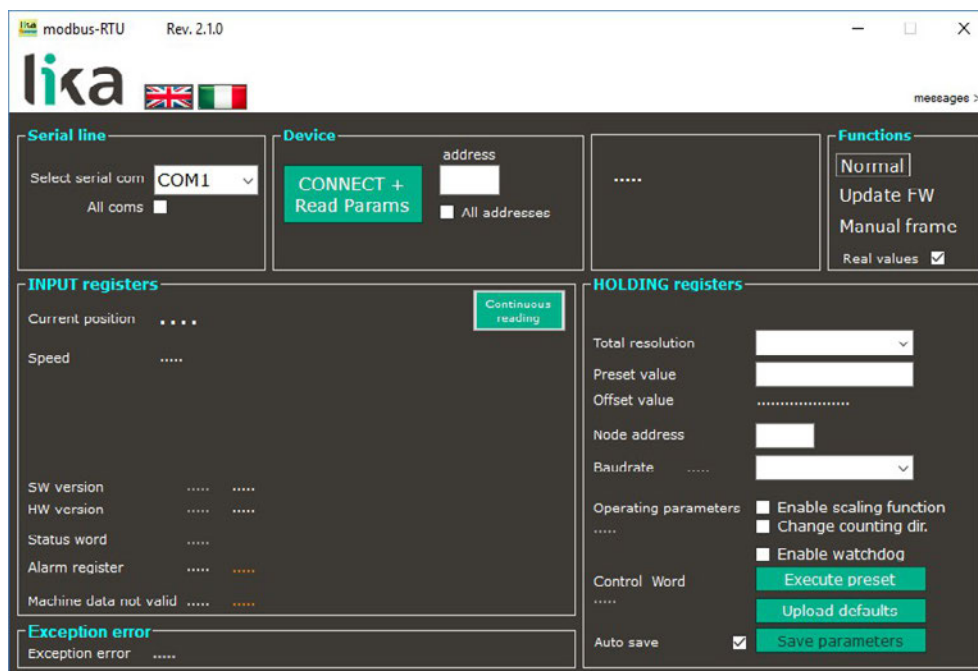 modbus-RTU Rev. 2.1.0
lika
messages >
Serial line
Select serial com COM1
All coms
Device
address
CONNECT +
Read Params
All addresses
.....
Functions
Normal
Update FW
Manual frame
Real values
INPUT registers
Continuous
reading
Current position ....
Speed .....
SW version ..... .....
HW version ..... .....
Status word .....
Alarm register ..... .....
Machine data not valid ..... .....
Exception error
Exception error .....
HOLDING registers
Total resolution
Preset value
Offset value ....................
Node address
Baudrate .....
Operating parameters Enable scaling function
..... Change counting dir.
Enable watchdog
Control Word Execute preset
.....
Upload defaults
Auto save Save parameters